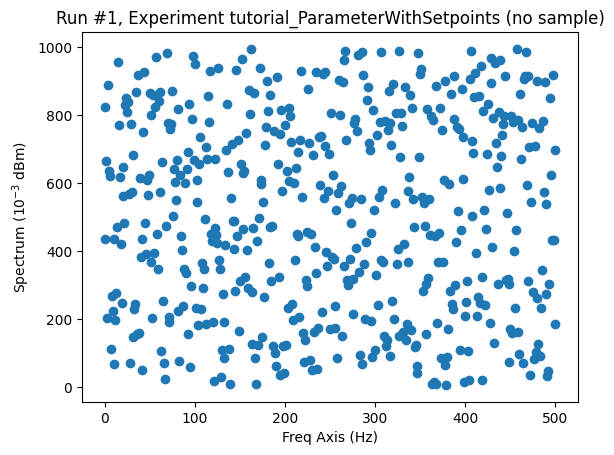 Run #1, Experiment tutorial_ParameterWithSetpoints (no sample)
1000
800
600
400
200
0
Spectrum (10⁻³ dBm)
0 100 200 300 400 500
Freq Axis (Hz)